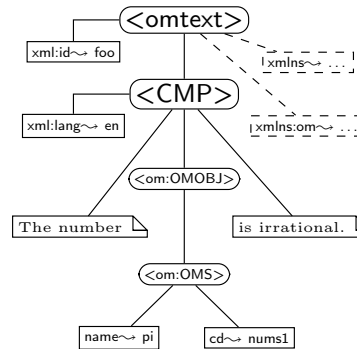 <omtext>
xml:id↝ foo
xmlns↝ ...
<CMP>
xml:lang↝ en
xmlns:om↝ ...
<om:OMOBJ>
The number
is irrational.
<om:OMS>
name↝ pi
cd↝ nums1